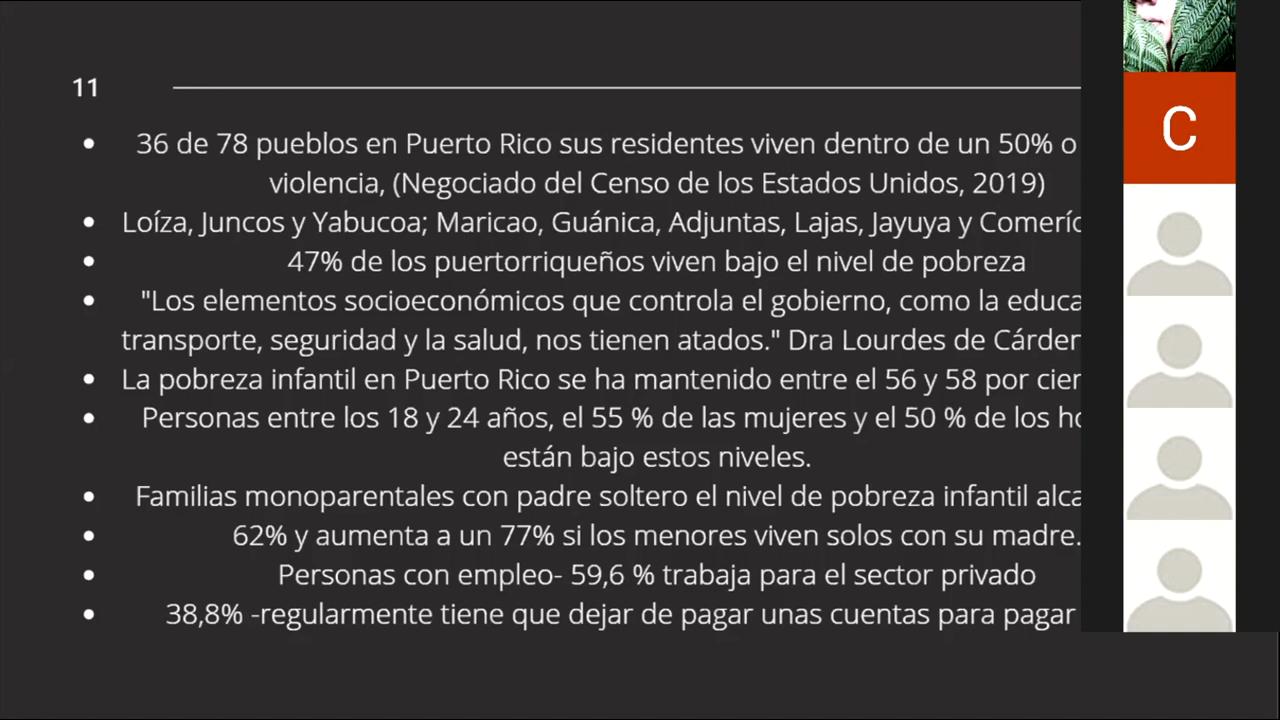 11
• 36 de 78 pueblos en Puerto Rico sus residentes viven dentro de un 50% o
violencia, (Negociado del Censo de los Estados Unidos, 2019)
• Loíza, Juncos y Yabucoa; Maricao, Guánica, Adjuntas, Lajas, Jayuya y
• 47% de los puertorriqueños viven bajo el nivel de pobreza
• "Los elementos socioeconómicos que controla el gobierno, como la
transporte, seguridad y la salud, nos tienen atados." Dra Lourdes de
• La pobreza infantil en Puerto Rico se ha mantenido entre el 56 y 58 por
• Personas entre los 18 y 24 años, el 55 % de las mujeres y el 50 % de los
están bajo estos niveles.
• Familias monoparentales con padre soltero el nivel de pobreza infantil
• 62% y aumenta a un 77% si los menores viven solos con su madre.
• Personas con empleo- 59,6 % trabaja para el sector privado
• 38,8% -regularmente tiene que dejar de pagar unas cuentas para pagar
C